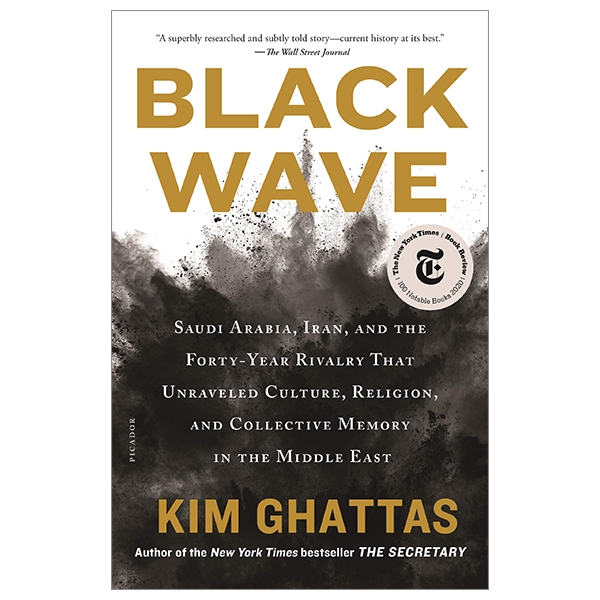 “A superbly researched and subtly told story—current history at its best.”
—The Wall Street Journal
BLACK
WAVE
The New York Times | Book Review
T
100 Notable Books 2020
Saudi Arabia, Iran, and the
Forty-Year Rivalry That
Unraveled Culture, Religion,
and Collective Memory
in the Middle East
PICADOR
KIM GHATTAS
Author of the New York Times bestseller THE SECRETARY